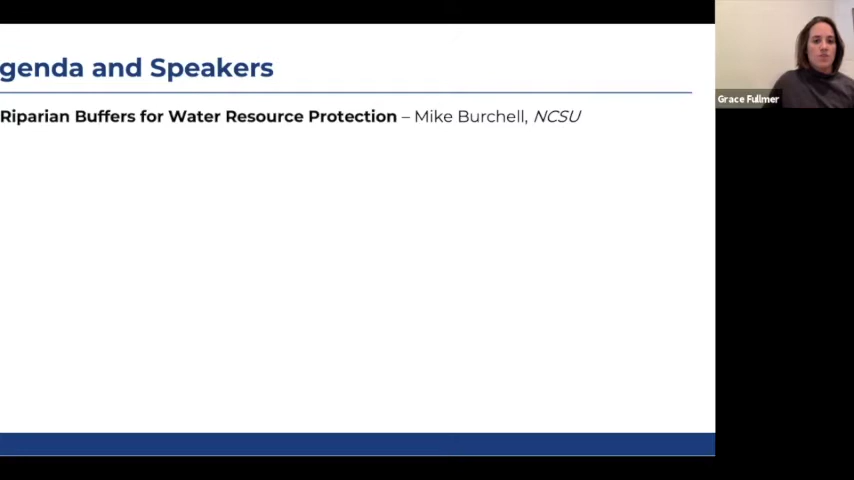 genda and Speakers
Riparian Buffers for Water Resource Protection – Mike Burchell, NCSU
Grace Fullmer